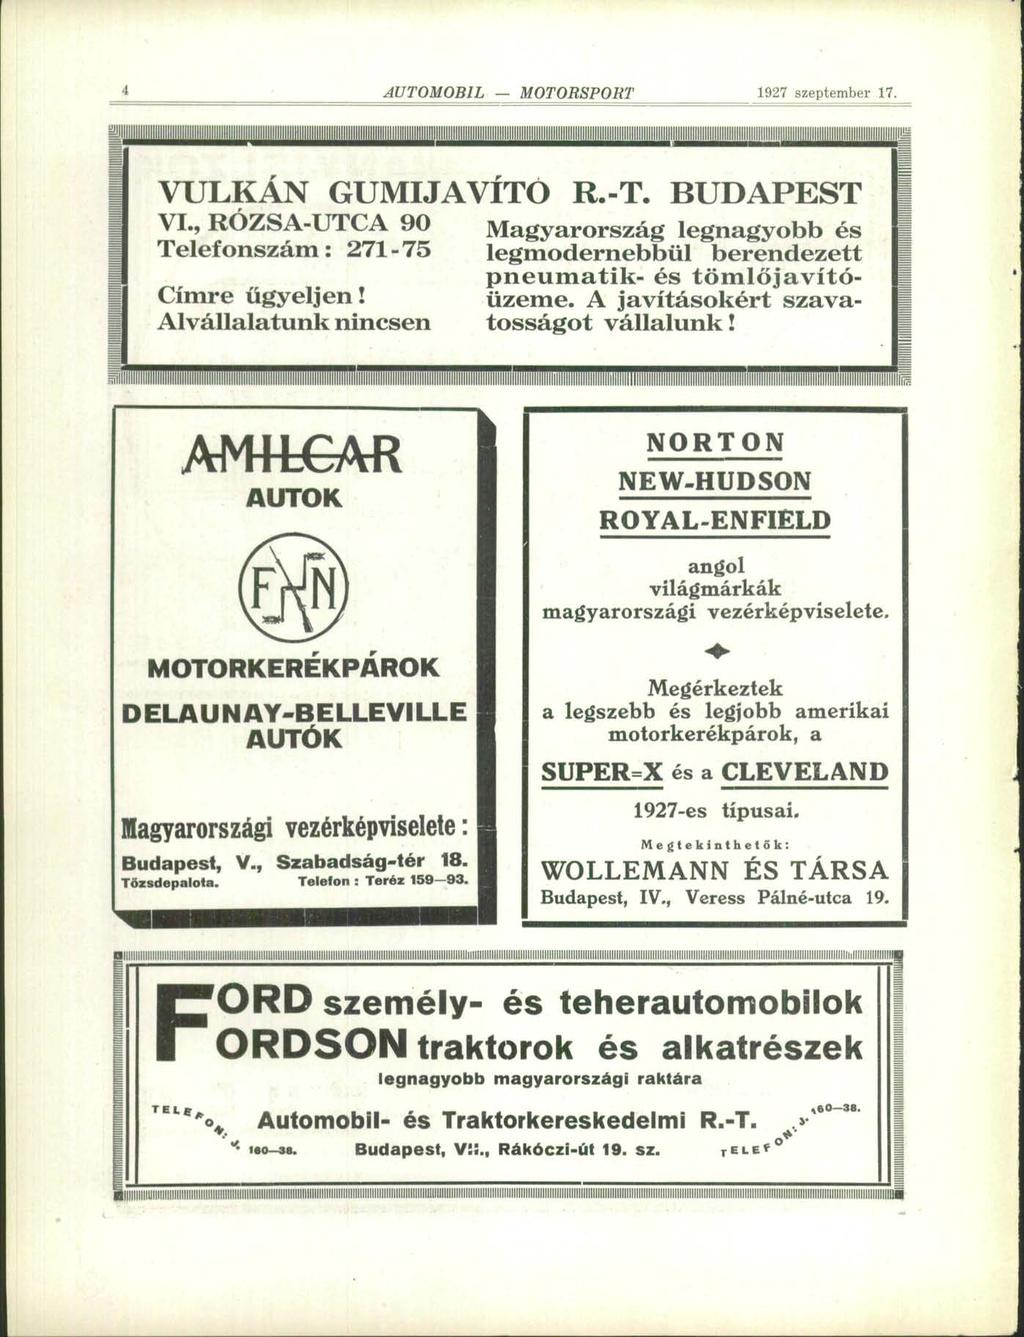 4 AUTOMOBIL — MOTORSPORT 1927 szeptember 17.
VULKÁN GUMIJAVÍTÓ R.-T. BUDAPEST
VI., RÓZSA-UTCA 90
Telefonszám: 271-75
Címre űgyeljen!
Alvállalatunk nincsen
Magyarország legnagyobb és
legmodernebbül berendezett
pneumatik- és tömlőjavító-
üzeme. A javításokért szava-
tosságot vállalunk!
AMILCAR
AUTOK
FN
MOTORKERÉKPÁROK
DELAUNAY-BELLEVILLE
AUTÓK
Magyarországi vezérképviselete:
Budapest, V., Szabadság-tér 18.
Tőzsdepalota. Telefon: Teréz 159—93.
NORTON
NEW-HUDSON
ROYAL-ENFIELD
angol
világmárkák
magyarországi vezérképviselete.
Megérkeztek
a legszebb és legjobb amerikai
motorkerékpárok, a
SUPER=X és a CLEVELAND
1927-es típusai.
Megtekinthetők:
WOLLEMANN ÉS TÁRSA
Budapest, IV., Veress Pálné-utca 19.
FORD személy- és teherautomobilok
FORDSON traktorok és alkatrészek
legnagyobb magyarországi raktára
TELEFON: J. 160—38.
Automobil- és Traktorkereskedelmi R.-T.
Budapest, VII., Rákóczi-út 19. sz.
TELEFON: J. 160—38.